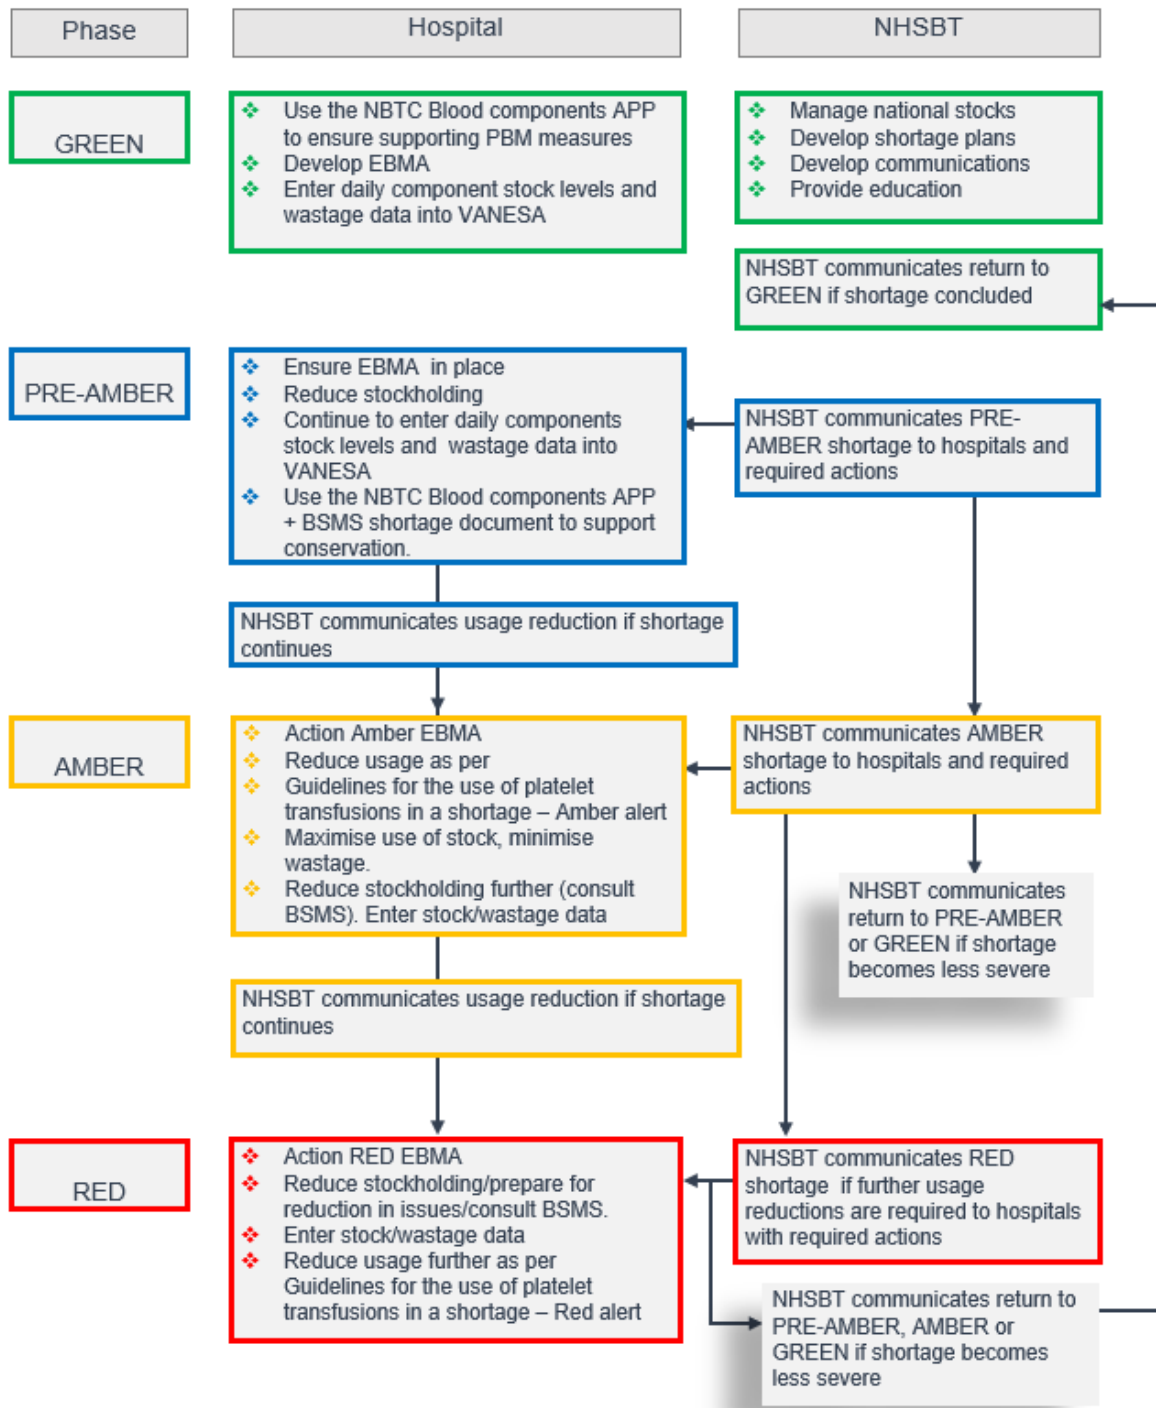 Phase
Hospital
NHSBT
GREEN
❖ Use the NBTC Blood components APP
to ensure supporting PBM measures
❖ Develop EBMA
❖ Enter daily component stock levels and
wastage data into VANESA
❖ Manage national stocks
❖ Develop shortage plans
❖ Develop communications
❖ Provide education
NHSBT communicates return to
GREEN if shortage concluded
PRE-AMBER
❖ Ensure EBMA in place
❖ Reduce stockholding
❖ Continue to enter daily components
stock levels and wastage data into
VANESA
❖ Use the NBTC Blood components APP
+ BSMS shortage document to support
conservation.
NHSBT communicates PRE-
AMBER shortage to hospitals and
required actions
NHSBT communicates usage reduction if shortage
continues
AMBER
❖ Action Amber EBMA
❖ Reduce usage as per
❖ Guidelines for the use of platelet
transfusions in a shortage – Amber alert
❖ Maximise use of stock, minimise
wastage.
❖ Reduce stockholding further (consult
BSMS). Enter stock/wastage data
NHSBT communicates AMBER
shortage to hospitals and required
actions
NHSBT communicates
return to PRE-AMBER
or GREEN if shortage
becomes less severe
NHSBT communicates usage reduction if shortage
continues
RED
❖ Action RED EBMA
❖ Reduce stockholding/prepare for
reduction in issues/consult BSMS.
❖ Enter stock/wastage data
❖ Reduce usage further as per
Guidelines for the use of platelet
transfusions in a shortage – Red alert
NHSBT communicates RED
shortage if further usage
reductions are required to hospitals
with required actions
NHSBT communicates return to
PRE-AMBER, AMBER or
GREEN if shortage becomes
less severe